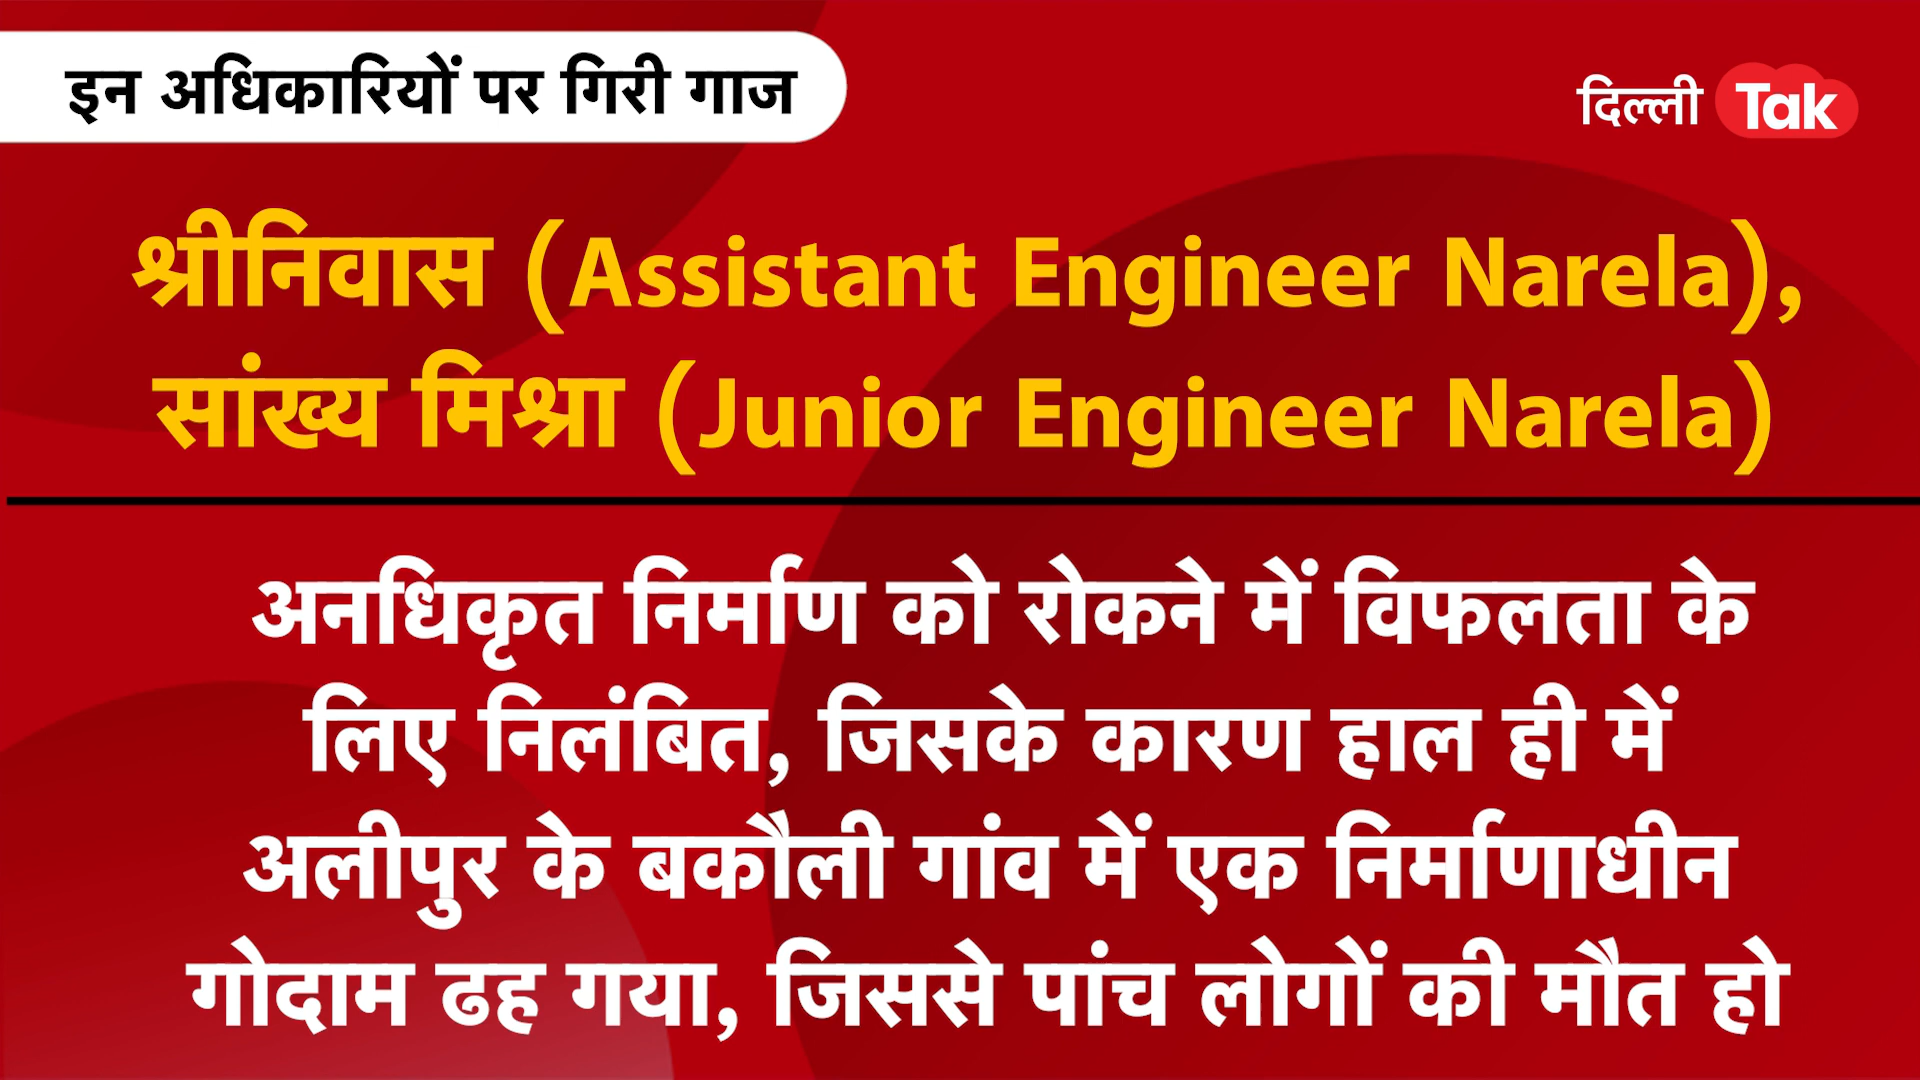 इन अधिकारियों पर गिरी गाज
दिल्ली Tak
श्रीनिवास (Assistant Engineer Narela),
सांख्य मिश्रा (Junior Engineer Narela)
अनधिकृत निर्माण को रोकने में विफलता के
लिए निलंबित, जिसके कारण हाल ही में
अलीपुर के बकौली गांव में एक निर्माणाधीन
गोदाम ढह गया, जिससे पांच लोगों की मौत हो